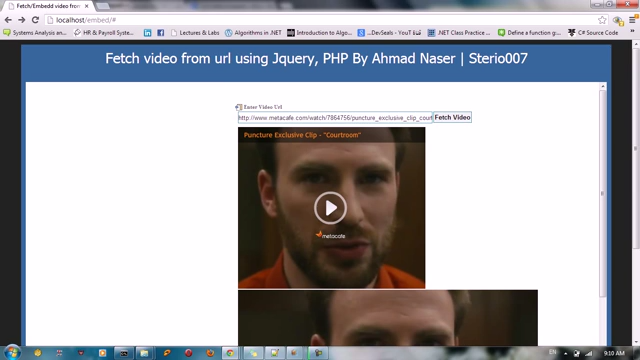 Fetch/Embedd video from
localhost/embed/#
Systems Analysis an...
HR & Payroll System...
Lectures & Labs
Algorithms in .NET
Introduction to Algo...
.NET Class Practice ...
Define a function g...
C# Source Code
Fetch video from url using Jquery, PHP By Ahmad Naser | Sterio007
Enter Video Url
http://www.metacafe.com/watch/7864756/puncture_exclusive_clip_court
Fetch Video
Puncture Exclusive Clip - "Courtroom"
metacafe
EN
9:10 AM